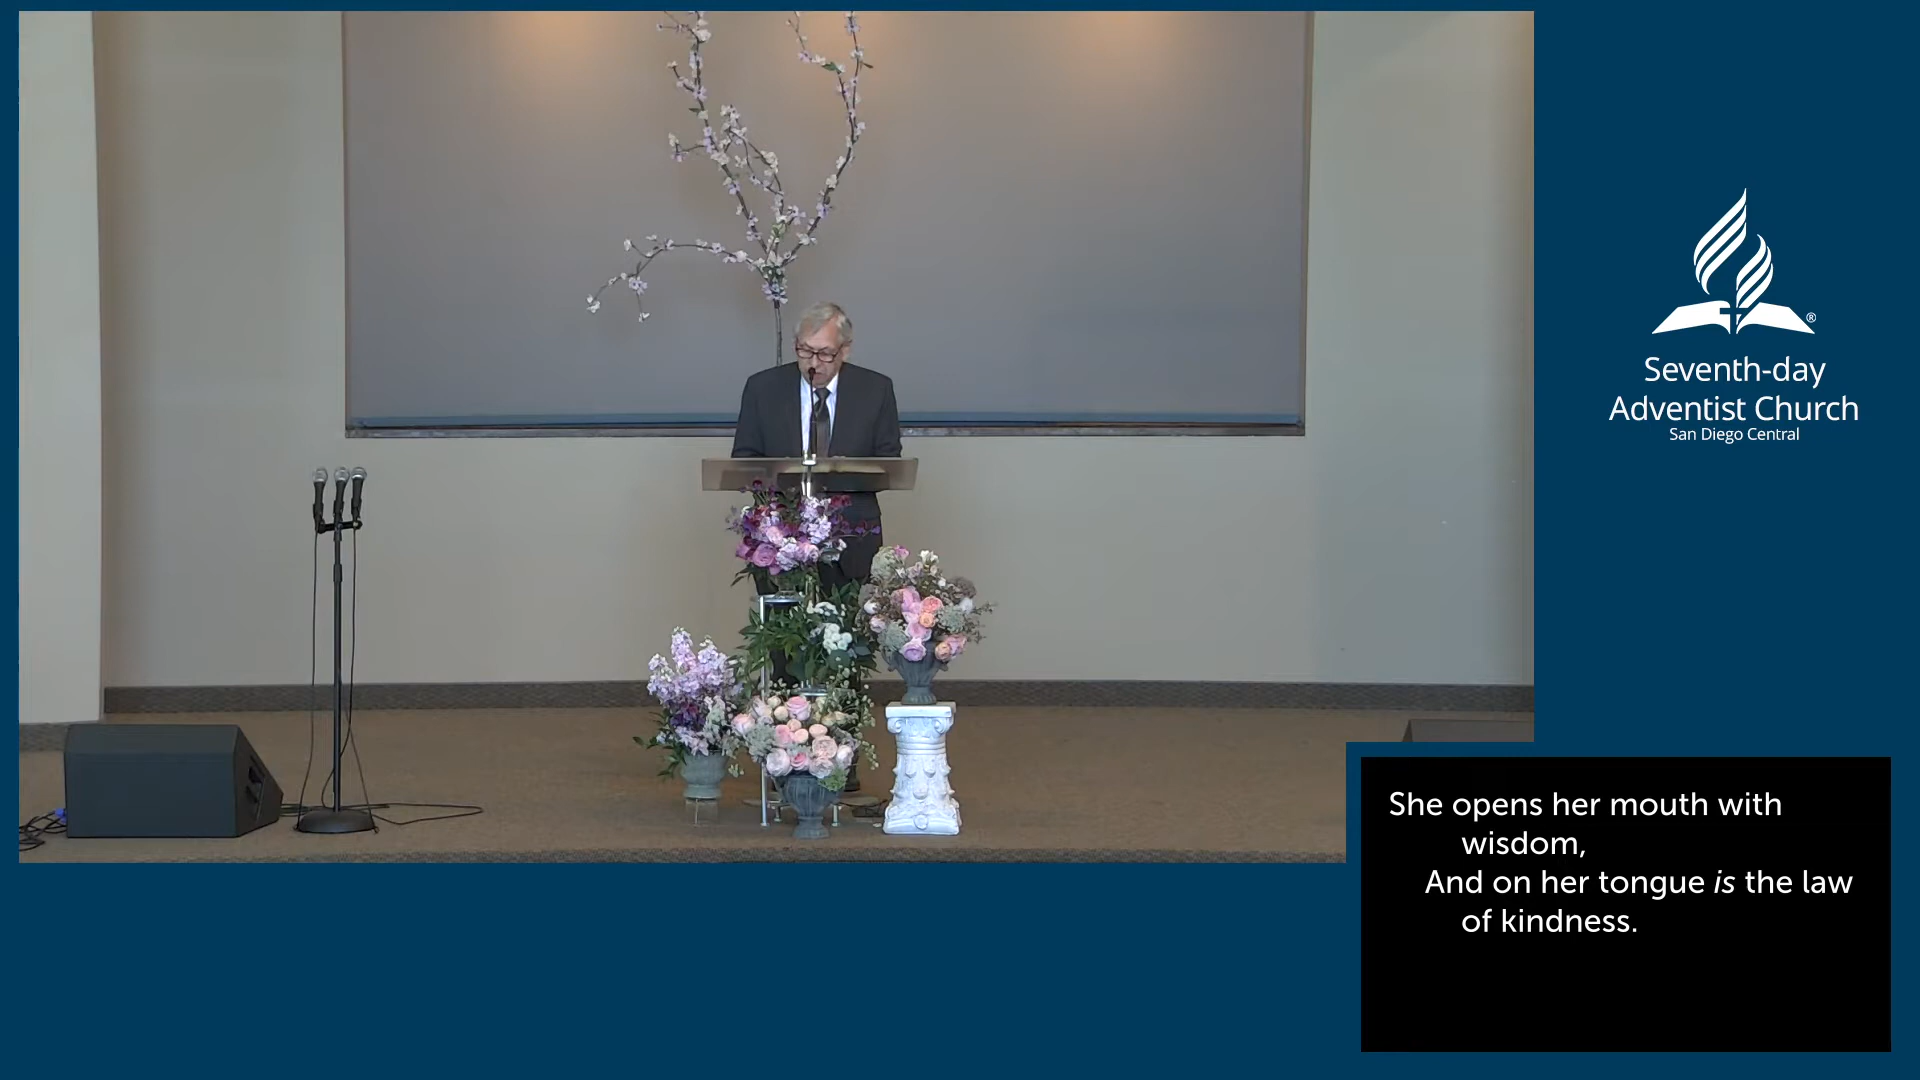 ®
Seventh-day
Adventist Church
San Diego Central
She opens her mouth with
wisdom,
And on her tongue is the law
of kindness.